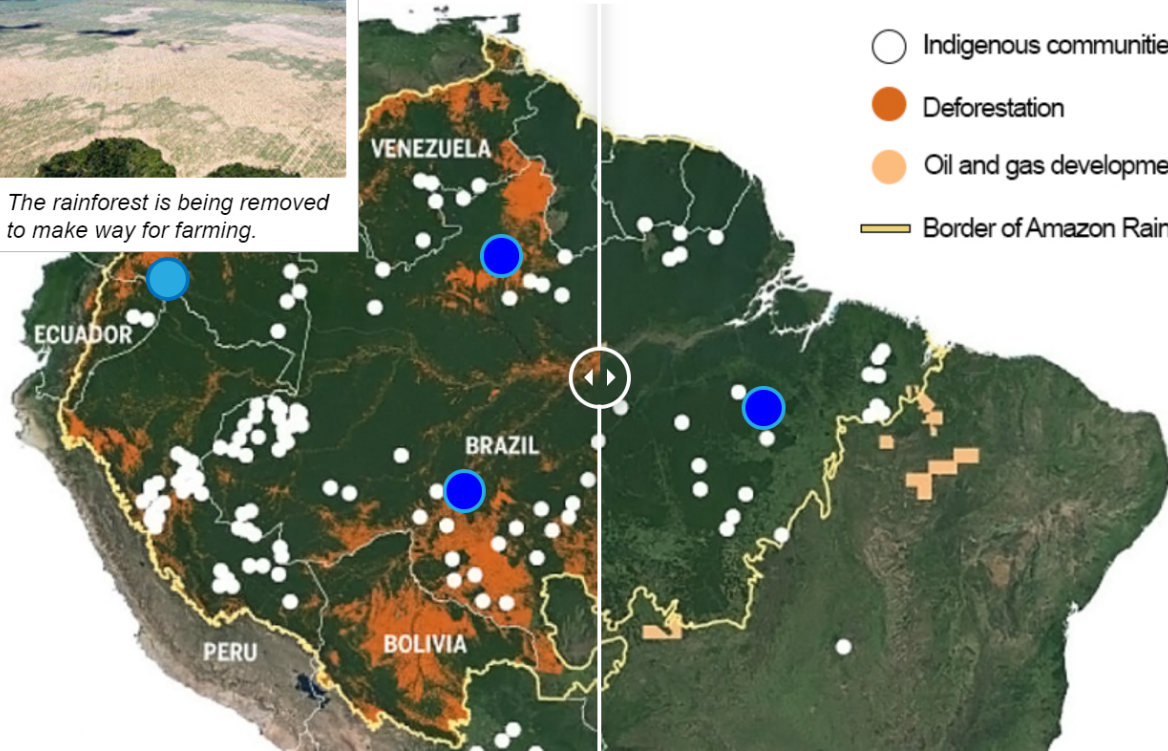 Indigenous communitie
Deforestation
Oil and gas developme
Border of Amazon Rain
The rainforest is being removed
to make way for farming.
VENEZUELA
ECUADOR
BRAZIL
PERU
BOLIVIA